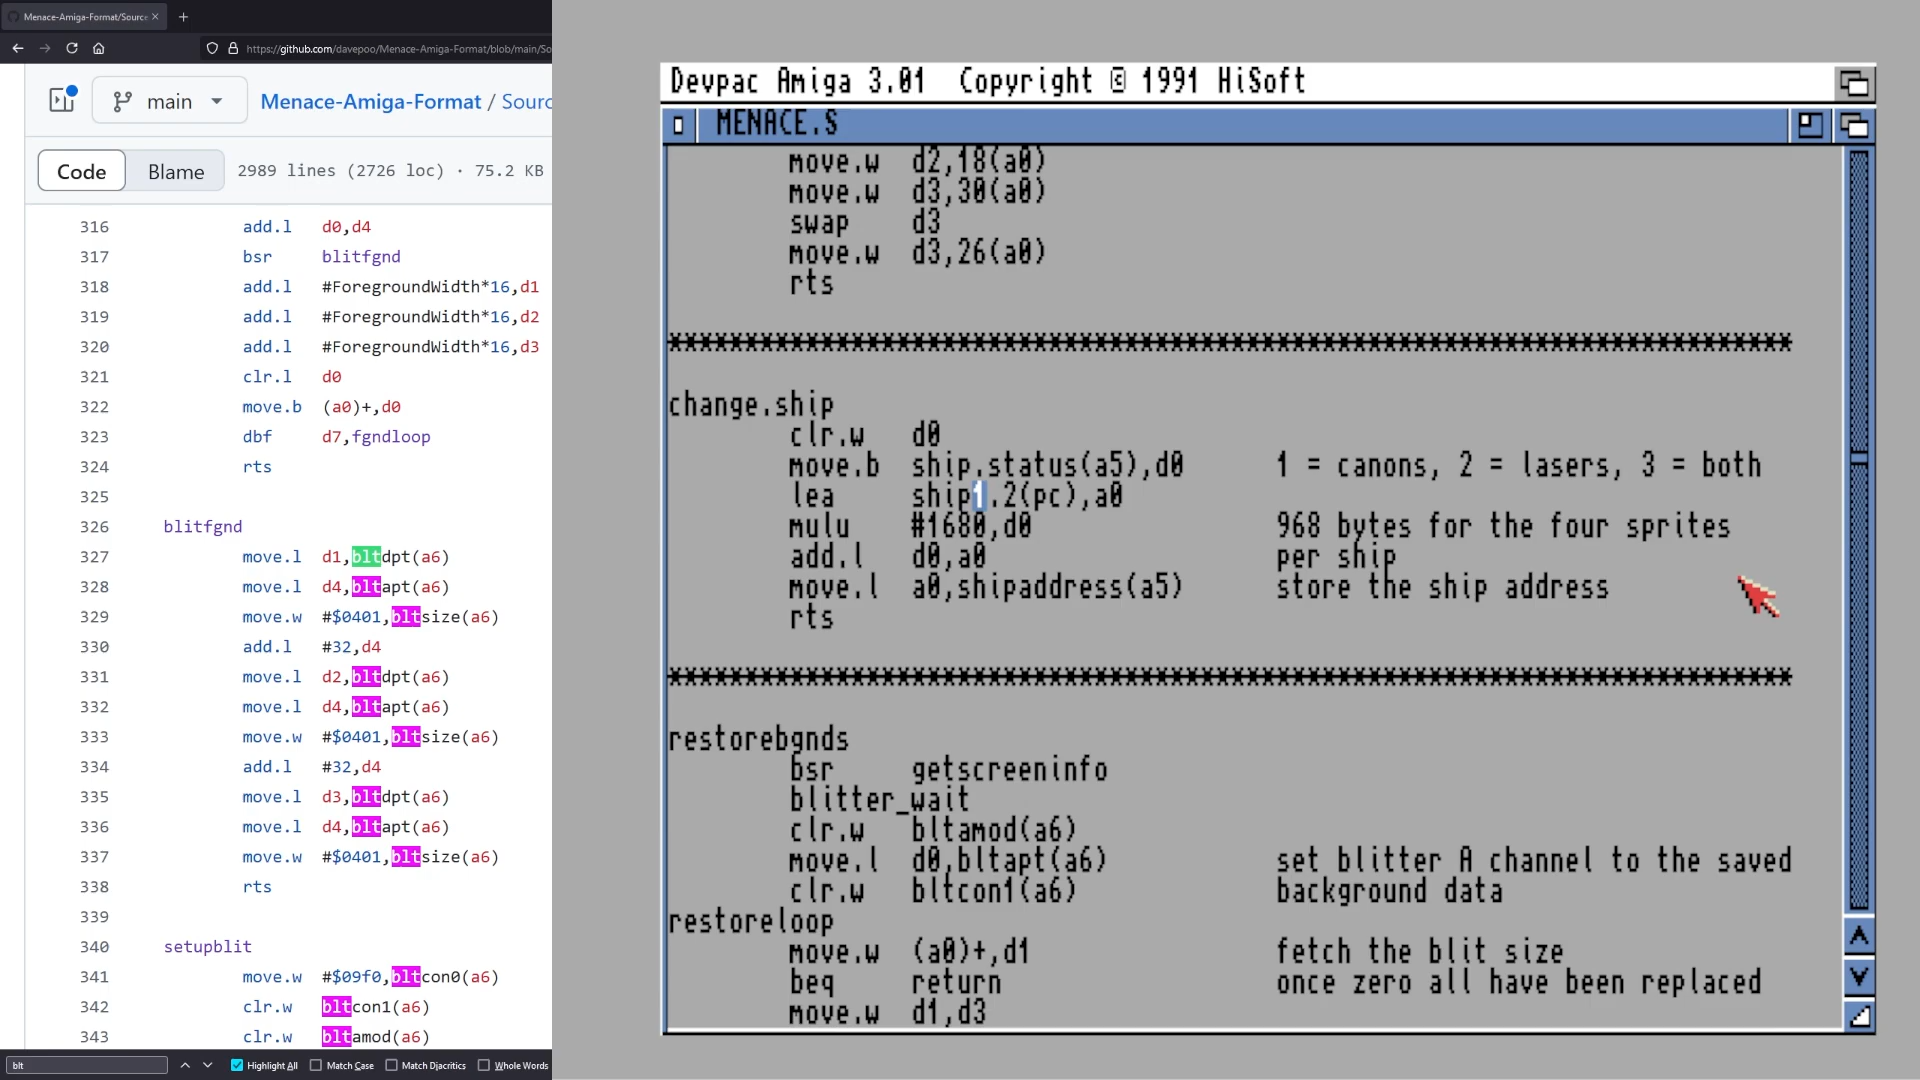 Menace-Amiga-Format/Source
https://github.com/davepoo/Menace-Amiga-Format/blob/main/So
main
Menace-Amiga-Format / Sourc
Code
Blame
2989 lines (2726 loc) · 75.2 KB
316 add.l d0,d4
317 bsr blitfgnd
318 add.l #ForegroundWidth*16,d1
319 add.l #ForegroundWidth*16,d2
320 add.l #ForegroundWidth*16,d3
321 clr.l d0
322 move.b (a0)+,d0
323 dbf d7,fgndloop
324 rts
325
326 blitfgnd
327 move.l d1,bltdpt(a6)
328 move.l d4,bltapt(a6)
329 move.w #$0401,bltsize(a6)
330 add.l #32,d4
331 move.l d2,bltdpt(a6)
332 move.l d4,bltapt(a6)
333 move.w #$0401,bltsize(a6)
334 add.l #32,d4
335 move.l d3,bltdpt(a6)
336 move.l d4,bltapt(a6)
337 move.w #$0401,bltsize(a6)
338 rts
339
340 setupblit
341 move.w #$09f0,bltcon0(a6)
342 clr.w bltcon1(a6)
343 clr.w bltamod(a6)
blt
Highlight All
Match Case
Match Diacritics
Whole Words
Devpac Amiga 3.01 Copyright © 1991 HiSoft
MENACE.S
move.w d2,18(a0)
move.w d3,30(a0)
swap d3
move.w d3,26(a0)
rts
**************************************************************************
change.ship
clr.w d0
move.b ship.status(a5),d0 1 = canons, 2 = lasers, 3 = both
lea ship1.2(pc),a0
mulu #1680,d0 968 bytes for the four sprites
add.l d0,a0 per ship
move.l a0,shipaddress(a5) store the ship address
rts
**************************************************************************
restorebgnds
bsr getscreeninfo
blitter_wait
clr.w bltamod(a6)
move.l d0,bltapt(a6) set blitter A channel to the saved
clr.w bltcon1(a6) background data
restoreloop
move.w (a0)+,d1 fetch the blit size
beq return once zero all have been replaced
move.w d1,d3